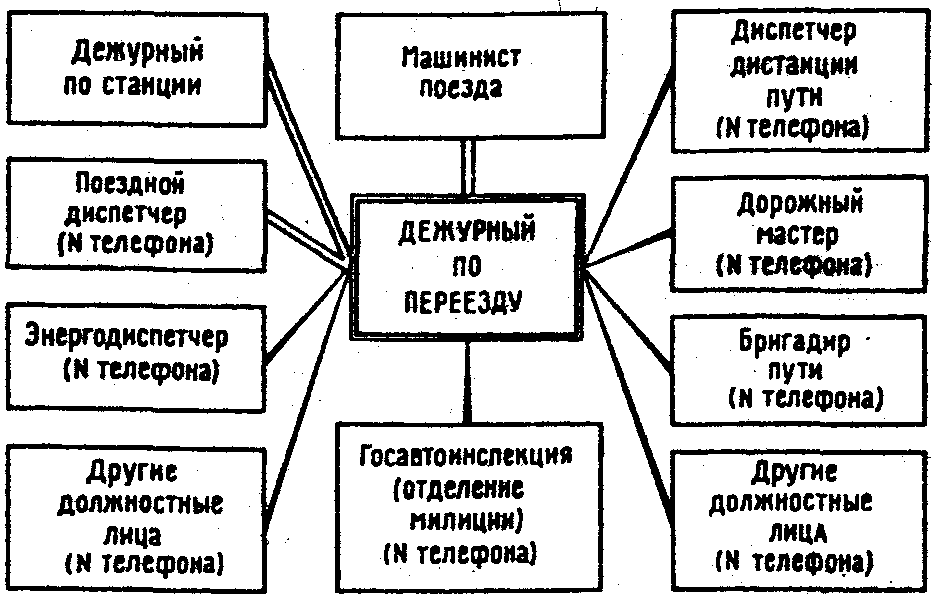 Дежурный
по станции
Машинист
поезда
Диспетчер
дистанции
пути
(N телефона)
Поездной
диспетчер
(N телефона)
ДЕЖУРНЫЙ
ПО
ПЕРЕЕЗДУ
Дорожный
мастер
(N телефона)
Энергодиспетчер
(N телефона)
Бригадир
пути
(N телефона)
Другие
должностные
лица
(N телефона)
Госавтоинспекция
(отделение
милиции)
(N телефона)
Другие
должностные
лица
(N телефона)